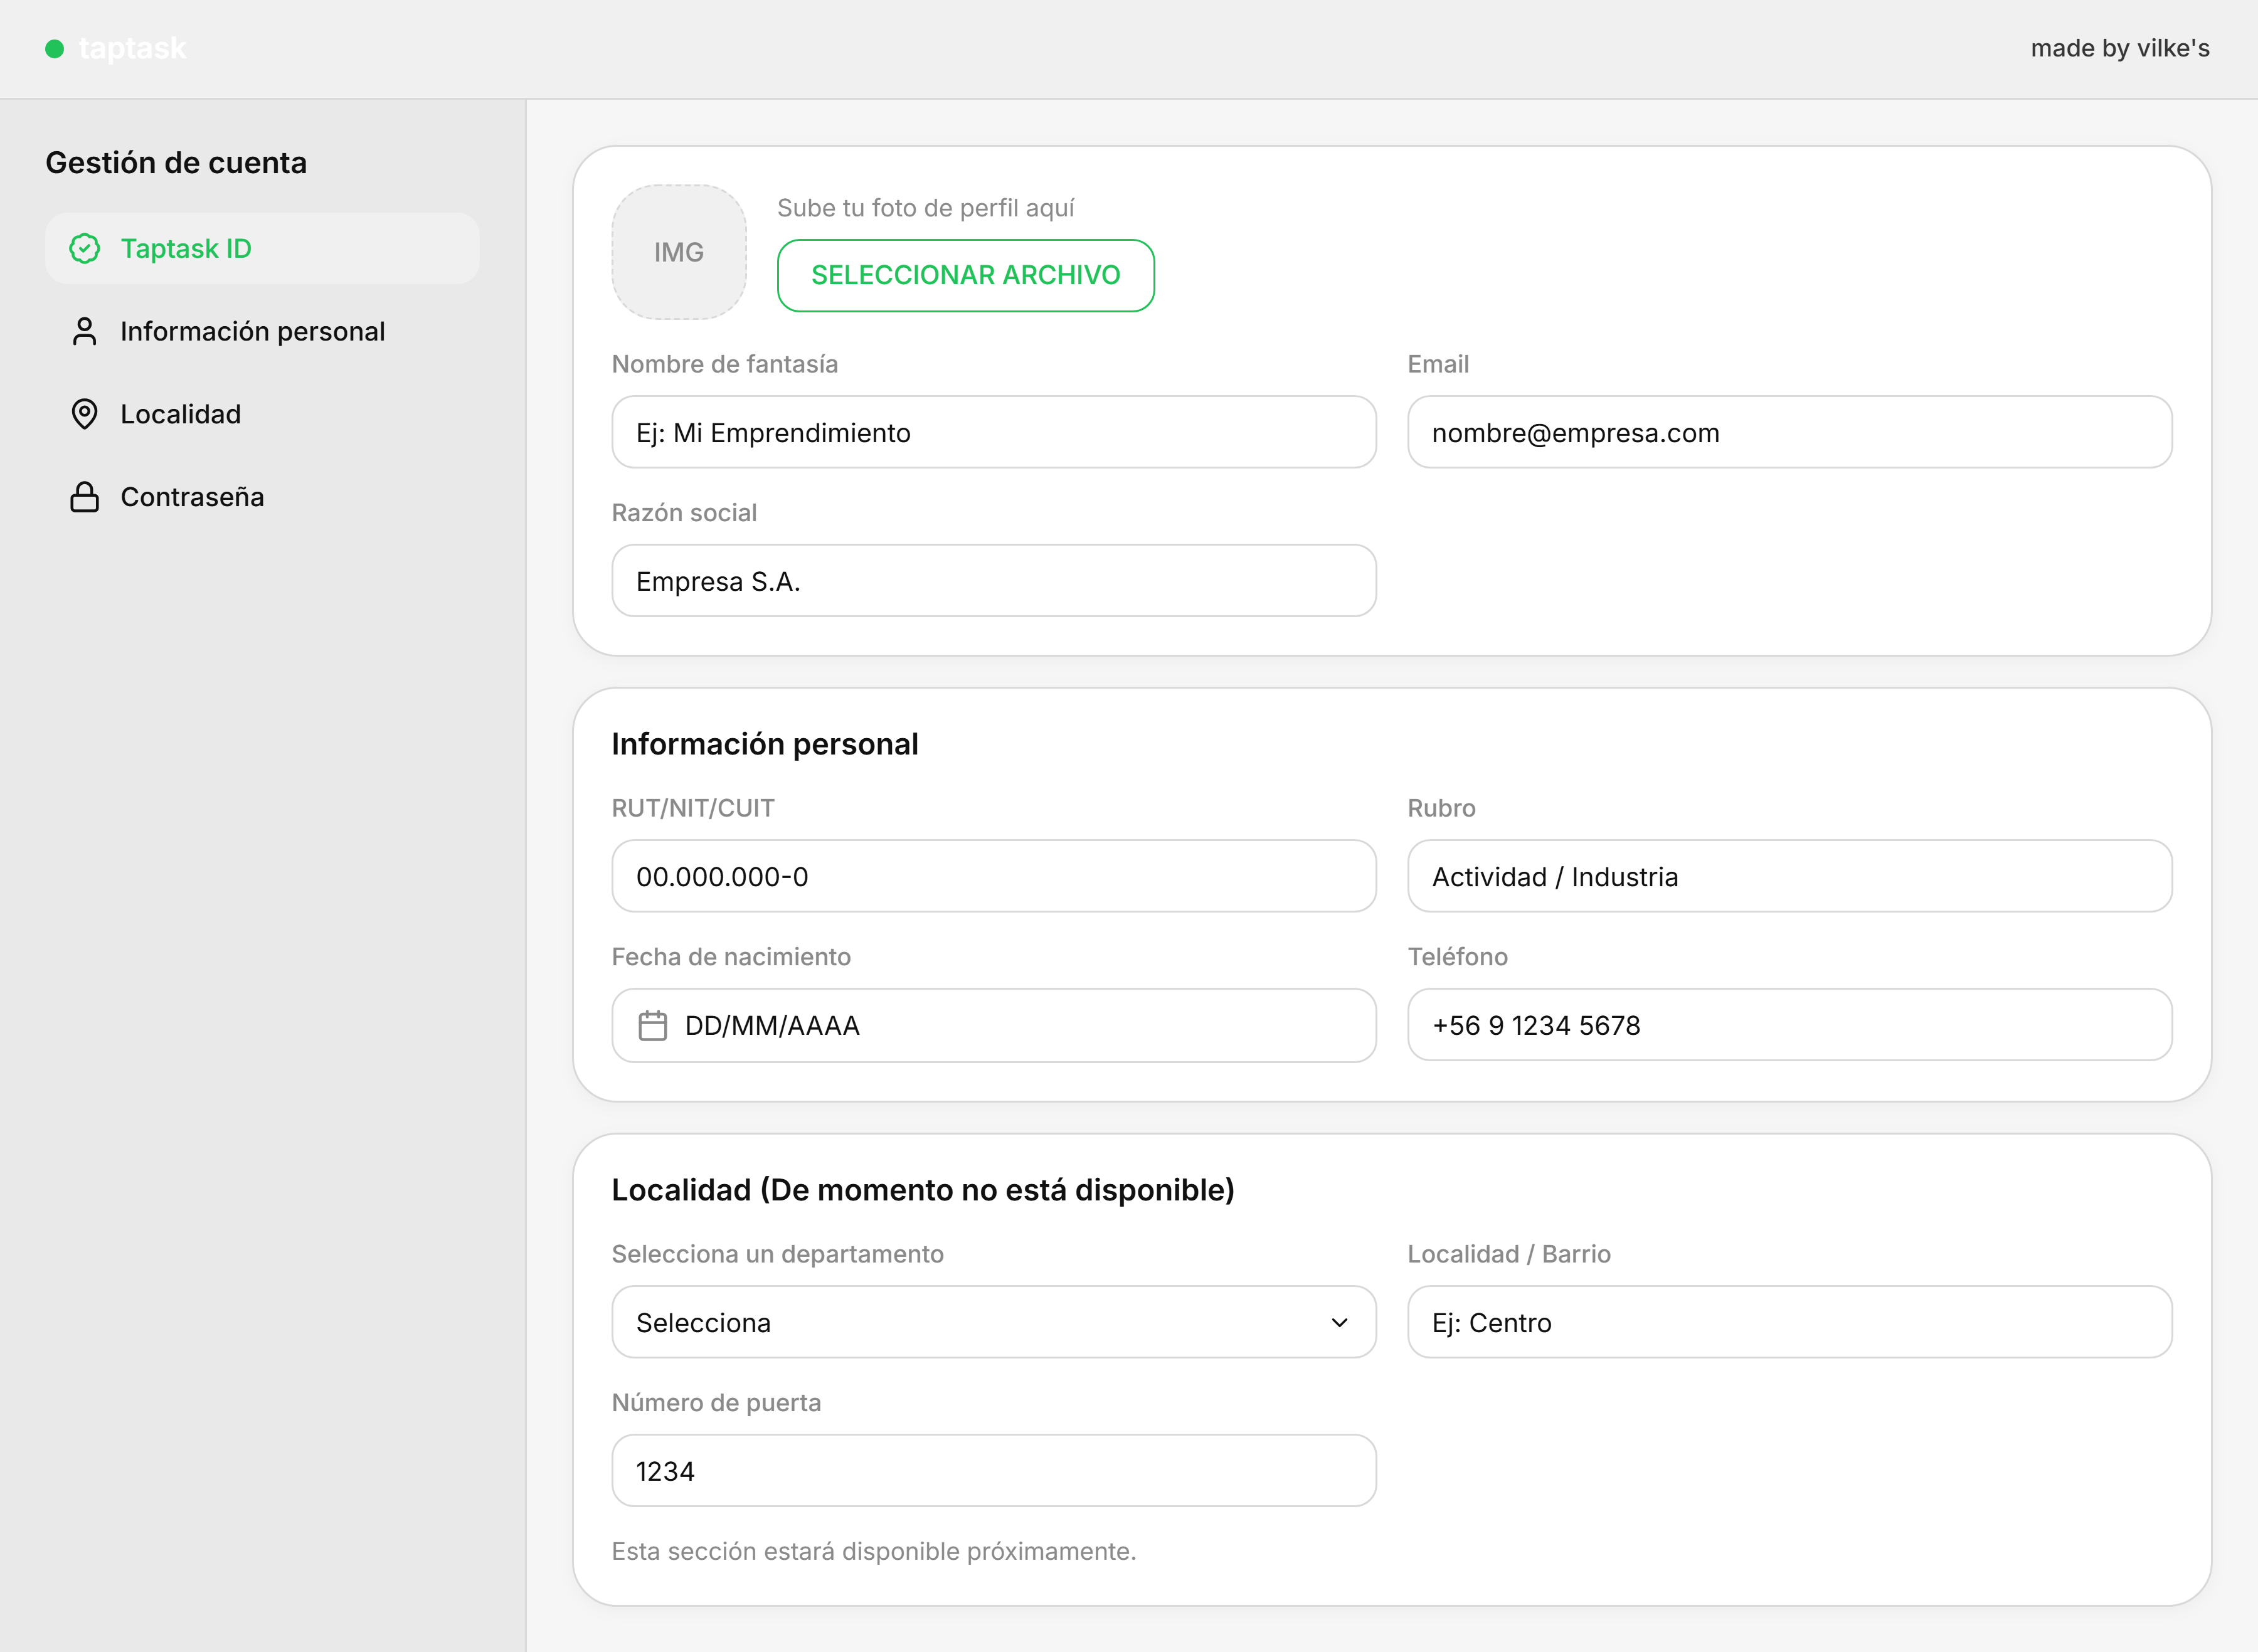 taptask
made by vilke's
Gestión de cuenta
Taptask ID
Información personal
Localidad
Contraseña
IMG
Sube tu foto de perfil aquí
SELECCIONAR ARCHIVO
Nombre de fantasía
Email
Ej: Mi Emprendimiento
nombre@empresa.com
Razón social
Empresa S.A.
Información personal
RUT/NIT/CUIT
Rubro
00.000.000-0
Actividad / Industria
Fecha de nacimiento
Teléfono
DD/MM/AAAA
+56 9 1234 5678
Localidad (De momento no está disponible)
Selecciona un departamento
Localidad / Barrio
Selecciona
Ej: Centro
Número de puerta
1234
Esta sección estará disponible próximamente.